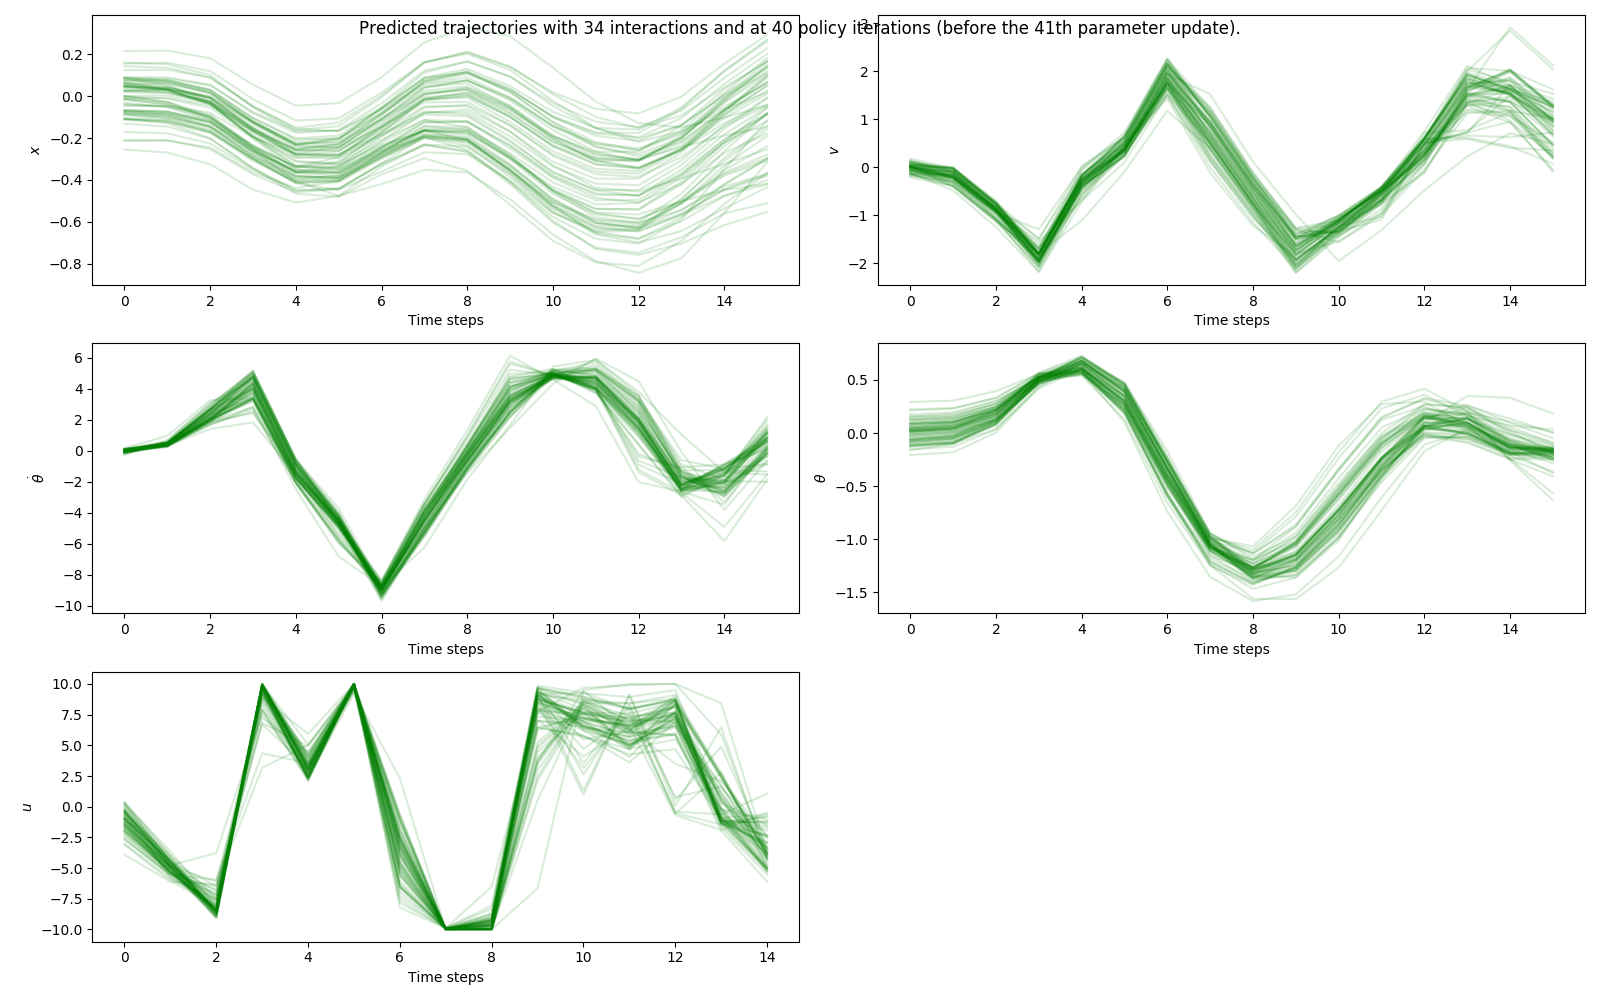 Predicted trajectories with 34 interactions and at 40 policy iterations (before the 41th parameter update).
0.2
0.0
−0.2
−0.4
−0.6
−0.8
x
0 2 4 6 8 10 12 14
Time steps
3
2
1
0
−1
−2
v
0 2 4 6 8 10 12 14
Time steps
6
4
2
0
−2
−4
−6
−8
−10
θ̇
0 2 4 6 8 10 12 14
Time steps
0.5
0.0
−0.5
−1.0
−1.5
θ
0 2 4 6 8 10 12 14
Time steps
10.0
7.5
5.0
2.5
0.0
−2.5
−5.0
−7.5
−10.0
u
0 2 4 6 8 10 12 14
Time steps